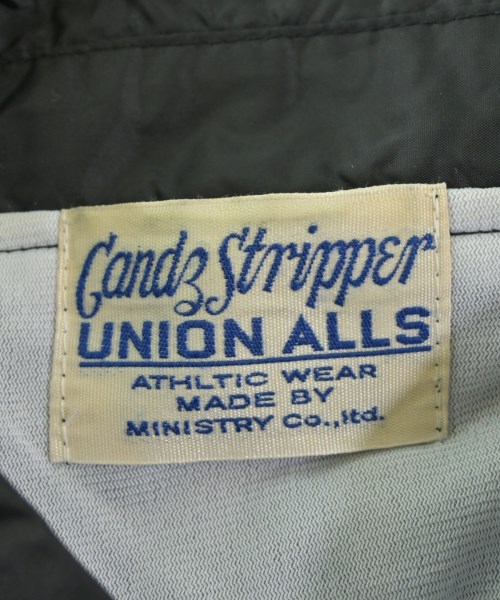 Candz Stripper
UNION ALLS
ATHLTIC WEAR
MADE BY
MINISTRY Co.,ltd.